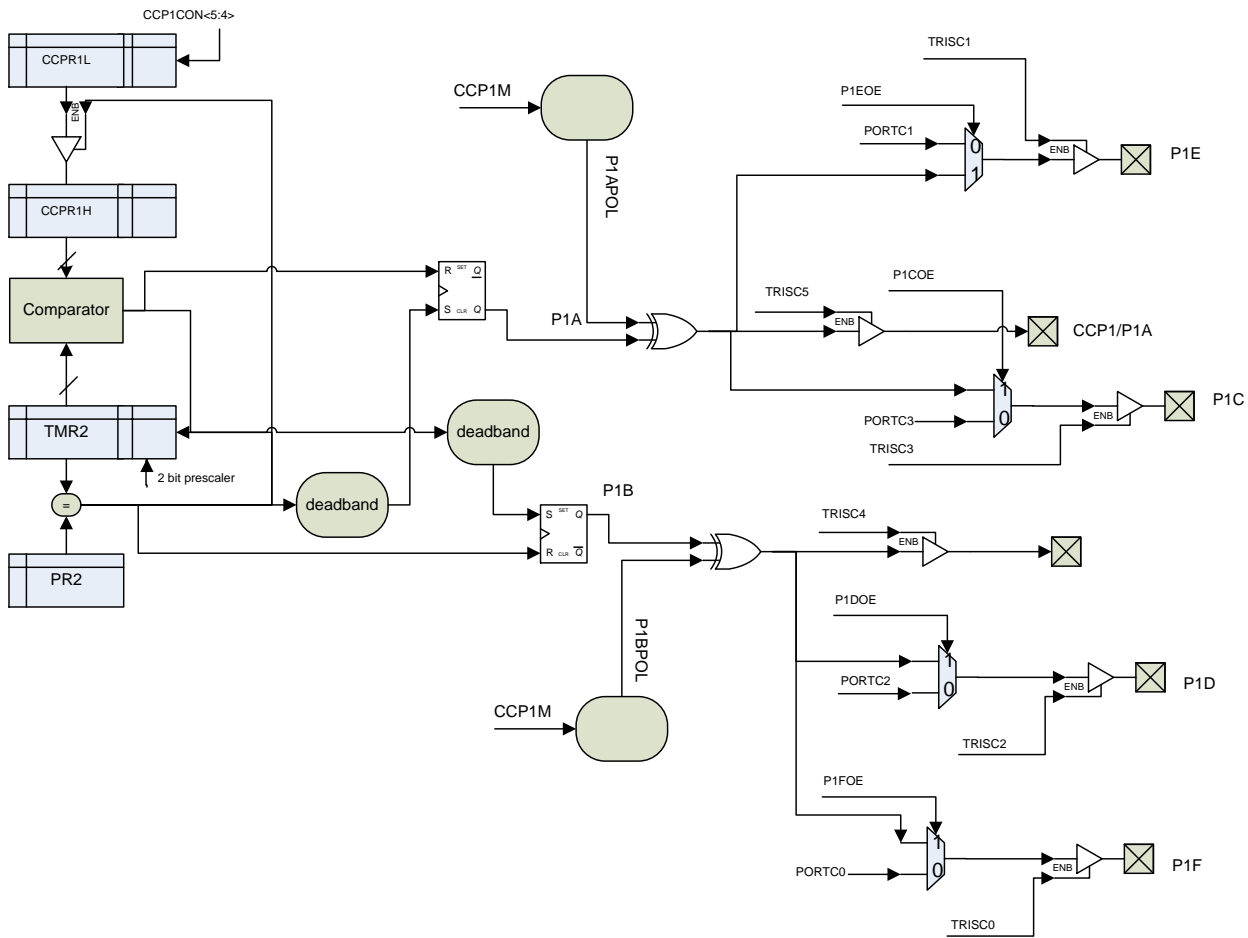 CCP1CON<5:4>
CCPR1L
ENB
CCPR1H
Comparator
TMR2
2 bit prescaler
=
PR2
deadband
deadband
R SET Q
S CLR Q
S SET Q
R CLR Q
CCP1M
P1APOL
P1A
P1B
P1BPOL
CCP1M
TRISC1
P1EOE
PORTC1
0
1
ENB
P1E
TRISC5
P1COE
ENB
CCP1/P1A
1
0
PORTC3
TRISC3
ENB
P1C
TRISC4
ENB
P1DOE
1
0
PORTC2
ENB
P1D
TRISC2
P1FOE
1
0
PORTC0
ENB
P1F
TRISC0